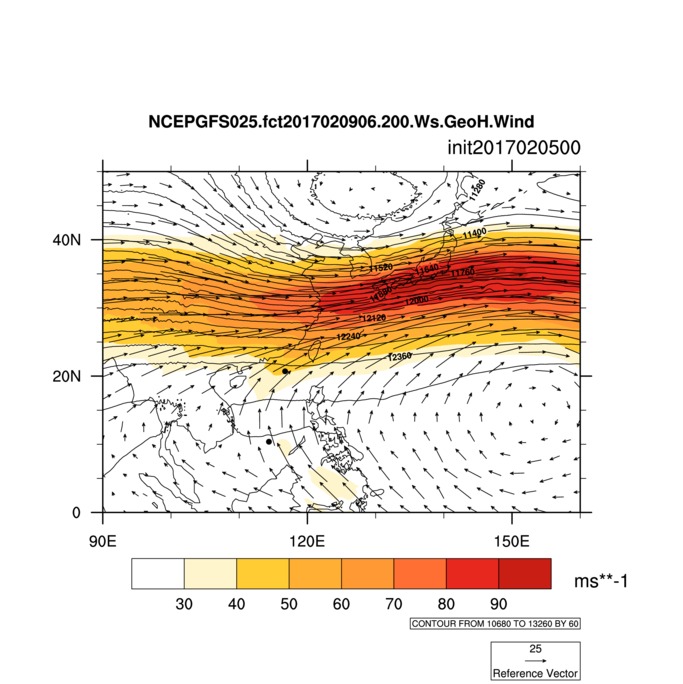 NCEPGFS025.fct2017020906.200.Ws.GeoH.Wind
init2017020500
11280
40N
11400
11520
11640
11760
11880
12000
12120
12240
12360
20N
0
90E 120E 150E
ms**-1
30 40 50 60 70 80 90
CONTOUR FROM 10680 TO 13260 BY 60
25
Reference Vector